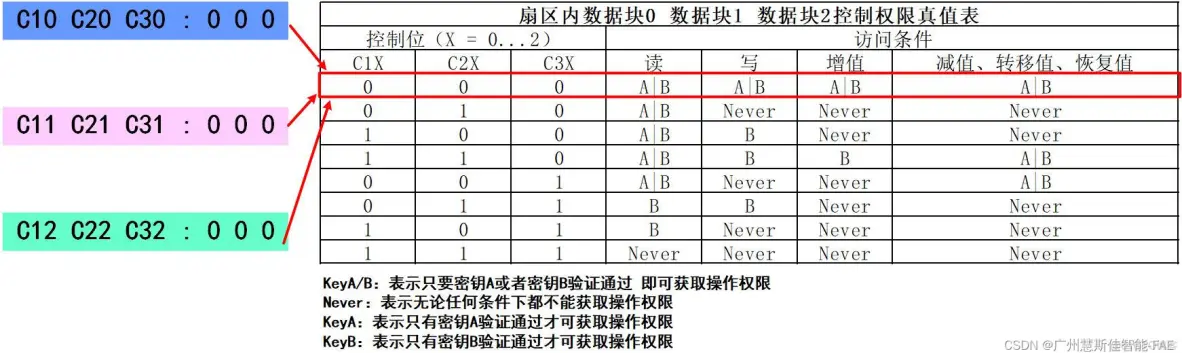 C10 C20 C30 : 0 0 0
C11 C21 C31 : 0 0 0
C12 C22 C32 : 0 0 0
扇区内数据块0 数据块1 数据块2控制权限真值表
控制位（X = 0...2） 访问条件
C1X C2X C3X 读 写 增值 减值、转移值、恢复值
0 0 0 A|B A|B A|B A|B
0 1 0 A|B Never Never Never
1 0 0 A|B B Never Never
1 1 0 A|B B B A|B
0 0 1 A|B Never Never A|B
0 1 1 B B Never Never
1 0 1 B Never Never Never
1 1 1 Never Never Never Never
KeyA/B：表示只要密钥A或者密钥B验证通过 即可获取操作权限
Never：表示无论任何条件下都不能获取操作权限
KeyA：表示只有密钥A验证通过才可获取操作权限
KeyB：表示只有密钥B验证通过才可获取操作权限
CSDN @广州慧斯佳智能-FAE